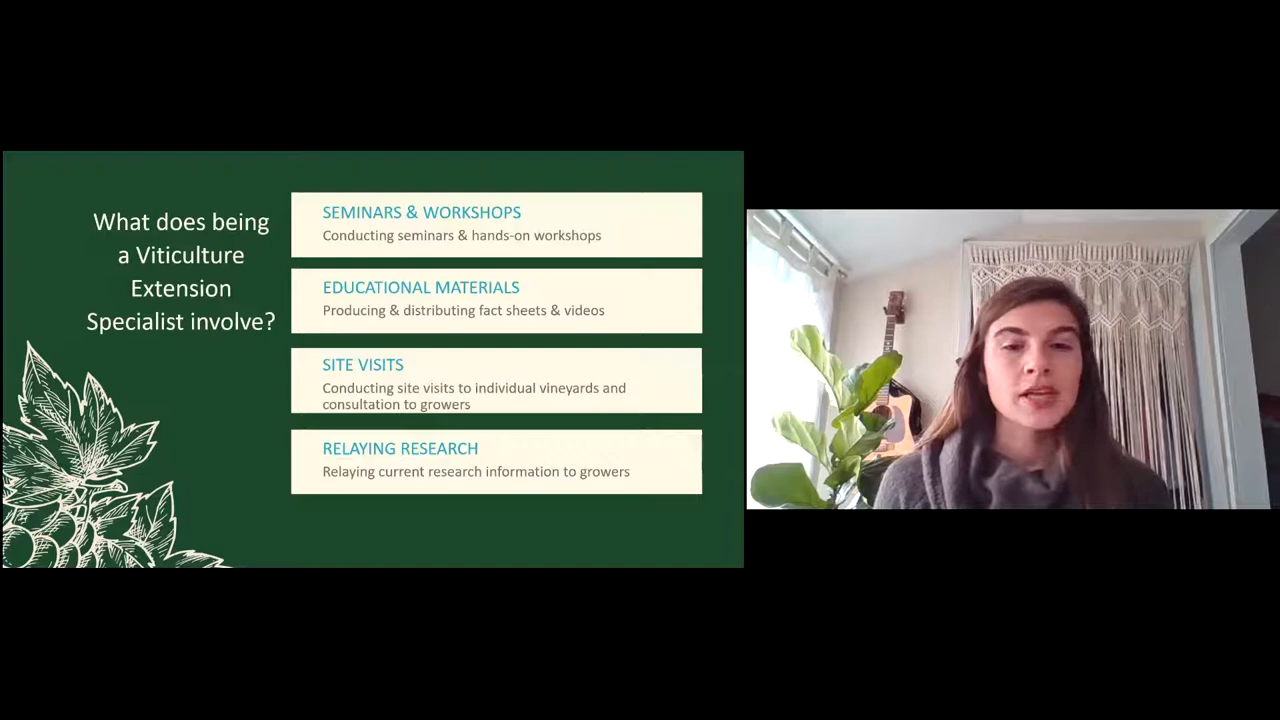 What does being
a Viticulture
Extension
Specialist involve?
SEMINARS & WORKSHOPS
Conducting seminars & hands-on workshops
EDUCATIONAL MATERIALS
Producing & distributing fact sheets & videos
SITE VISITS
Conducting site visits to individual vineyards and
consultation to growers
RELAYING RESEARCH
Relaying current research information to growers